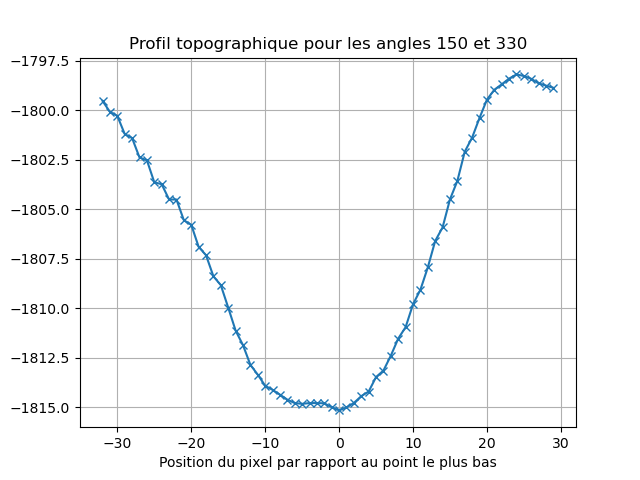 Profil topographique pour les angles 150 et 330
−1797.5
−1800.0
−1802.5
−1805.0
−1807.5
−1810.0
−1812.5
−1815.0
−30 −20 −10 0 10 20 30
Position du pixel par rapport au point le plus bas